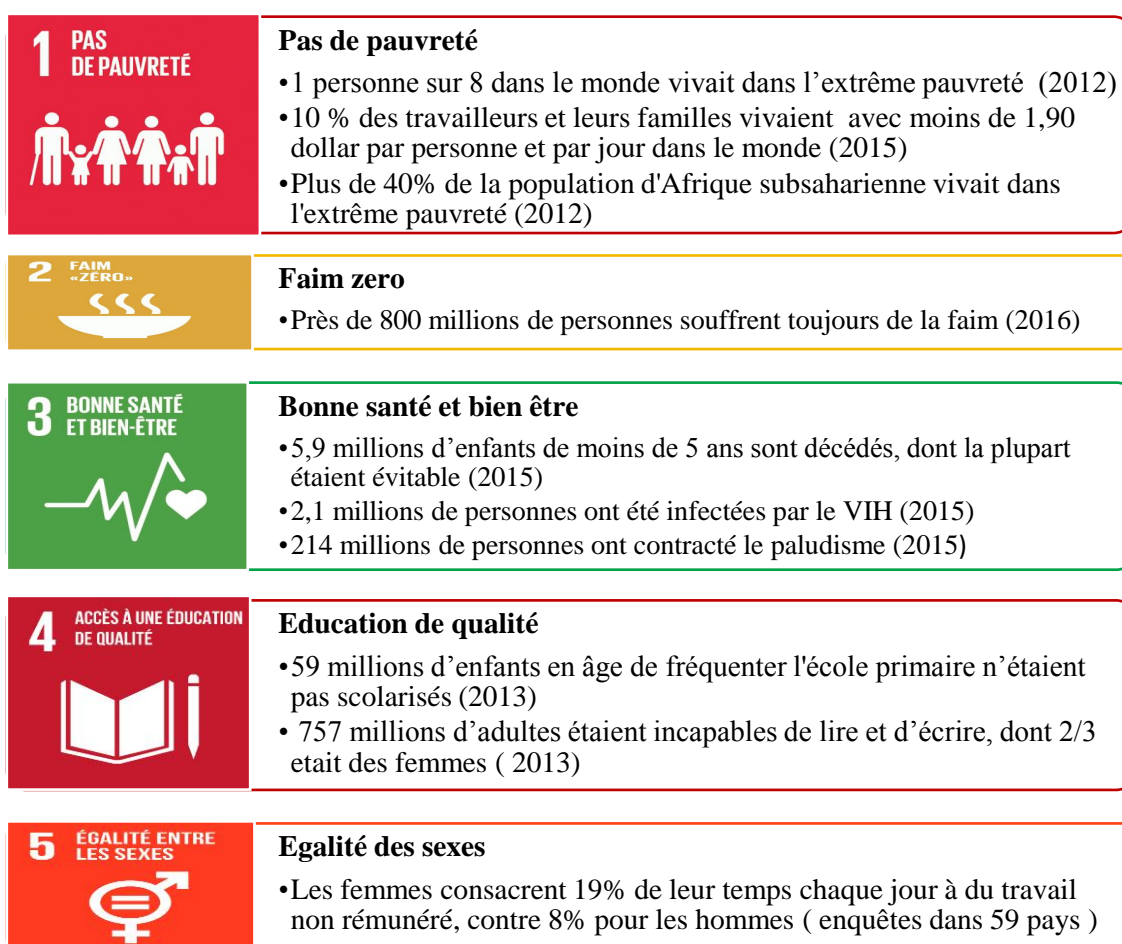 1 PAS
DE PAUVRETÉ
Pas de pauvreté
•1 personne sur 8 dans le monde vivait dans l’extrême pauvreté (2012)
•10 % des travailleurs et leurs familles vivaient avec moins de 1,90
dollar par personne et par jour dans le monde (2015)
•Plus de 40% de la population d'Afrique subsaharienne vivait dans
l'extrême pauvreté (2012)
2 FAIM
«ZÉRO»
Faim zero
•Près de 800 millions de personnes souffrent toujours de la faim (2016)
3 BONNE SANTÉ
ET BIEN-ÊTRE
Bonne santé et bien être
•5,9 millions d’enfants de moins de 5 ans sont décédés, dont la plupart
étaient évitable (2015)
•2,1 millions de personnes ont été infectées par le VIH (2015)
•214 millions de personnes ont contracté le paludisme (2015)
4 ACCÈS À UNE ÉDUCATION
DE QUALITÉ
Education de qualité
•59 millions d’enfants en âge de fréquenter l'école primaire n’étaient
pas scolarisés (2013)
• 757 millions d’adultes étaient incapables de lire et d’écrire, dont 2/3
etait des femmes ( 2013)
5 ÉGALITÉ ENTRE
LES SEXES
Egalité des sexes
•Les femmes consacrent 19% de leur temps chaque jour à du travail
non rémunéré, contre 8% pour les hommes ( enquêtes dans 59 pays )